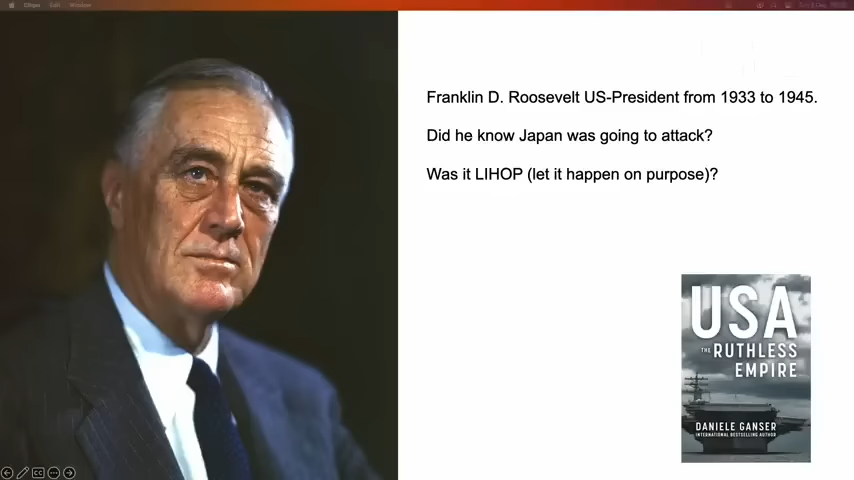 Franklin D. Roosevelt US-President from 1933 to 1945.
Did he know Japan was going to attack?
Was it LIHOP (let it happen on purpose)?
USA
THE RUTHLESS
EMPIRE
DANIELE GANSER
INTERNATIONAL BESTSELLING AUTHOR
CC